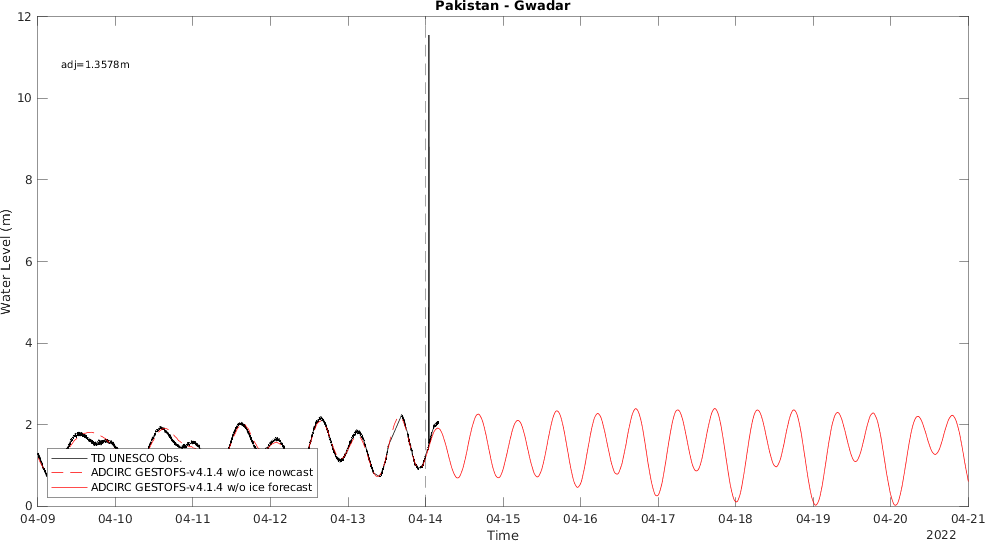 Pakistan - Gwadar
12
10
8
6
4
2
0
Water Level (m)
adj=1.3578m
TD UNESCO Obs.
ADCIRC GESTOFS-v4.1.4 w/o ice nowcast
ADCIRC GESTOFS-v4.1.4 w/o ice forecast
04-09 04-10 04-11 04-12 04-13 04-14 04-15 04-16 04-17 04-18 04-19 04-20 04-21
Time
2022